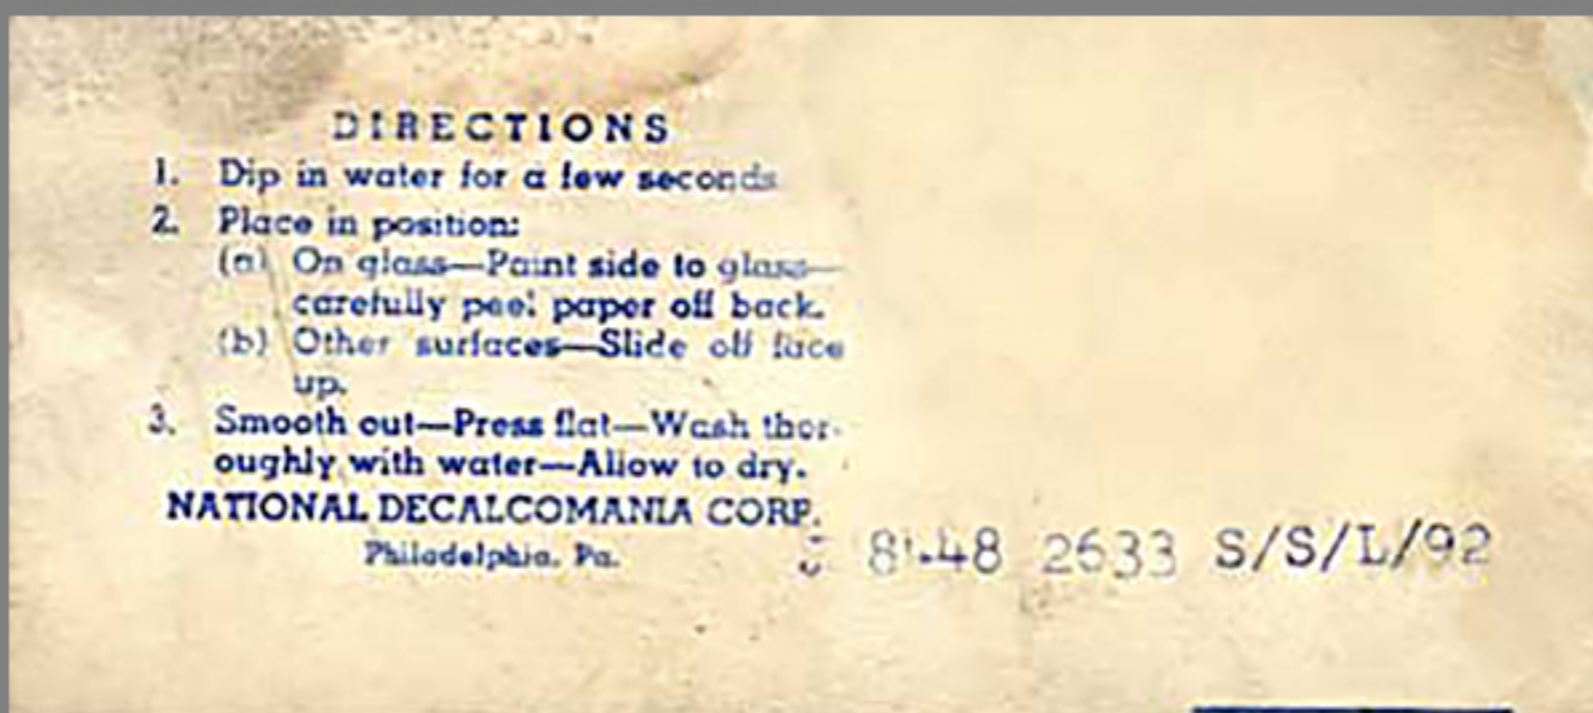 DIRECTIONS
1. Dip in water for a few seconds
2. Place in position:
(a) On glass—Paint side to glass—
carefully peel paper off back.
(b) Other surfaces—Slide off face
up.
3. Smooth out—Press flat—Wash thor-
oughly with water—Allow to dry.
NATIONAL DECALCOMANIA CORP.
Philadelphia, Pa.
2633 S/S/L/92